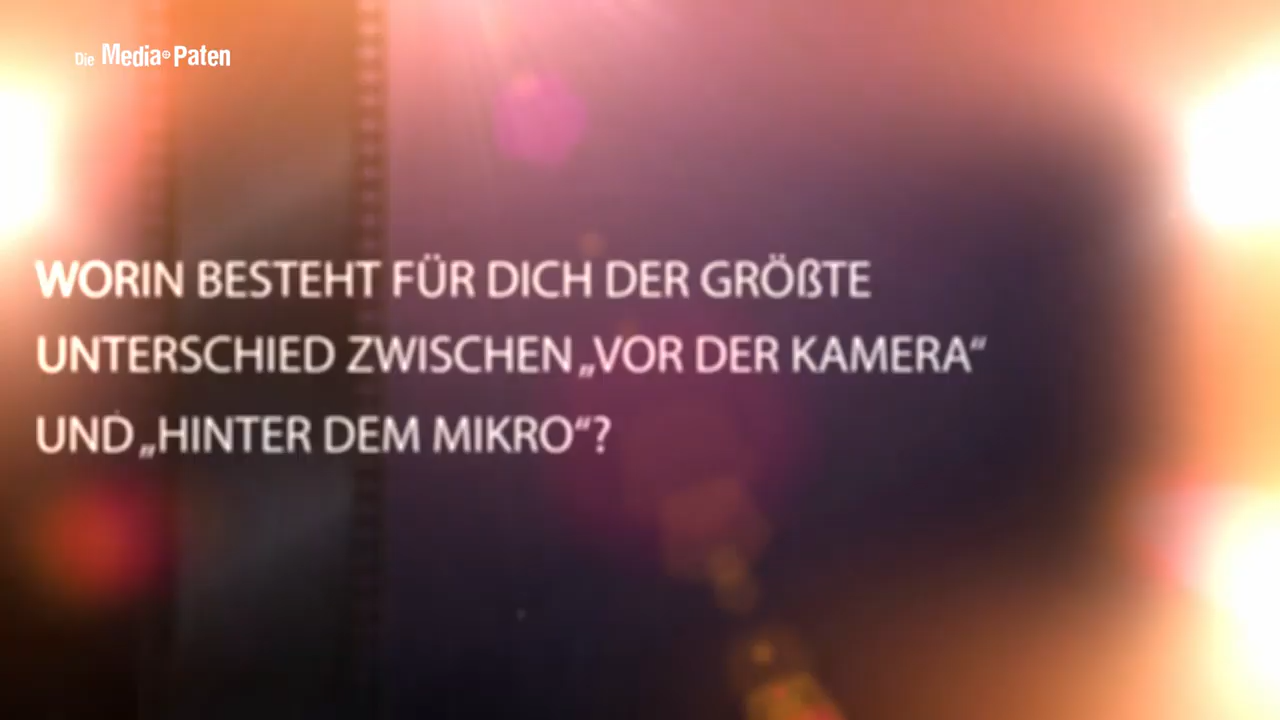 Die Media Paten
WORIN BESTEHT FÜR DICH DER GRÖßTE
UNTERSCHIED ZWISCHEN „VOR DER KAMERA“
UND „HINTER DEM MIKRO“?